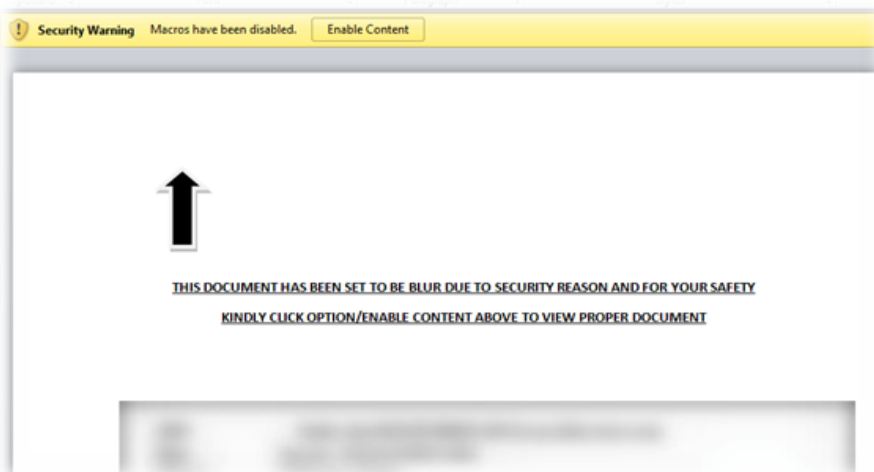 Security Warning Macros have been disabled. Enable Content
THIS DOCUMENT HAS BEEN SET TO BE BLUR DUE TO SECURITY REASON AND FOR YOUR SAFETY
KINDLY CLICK OPTION/ENABLE CONTENT ABOVE TO VIEW PROPER DOCUMENT